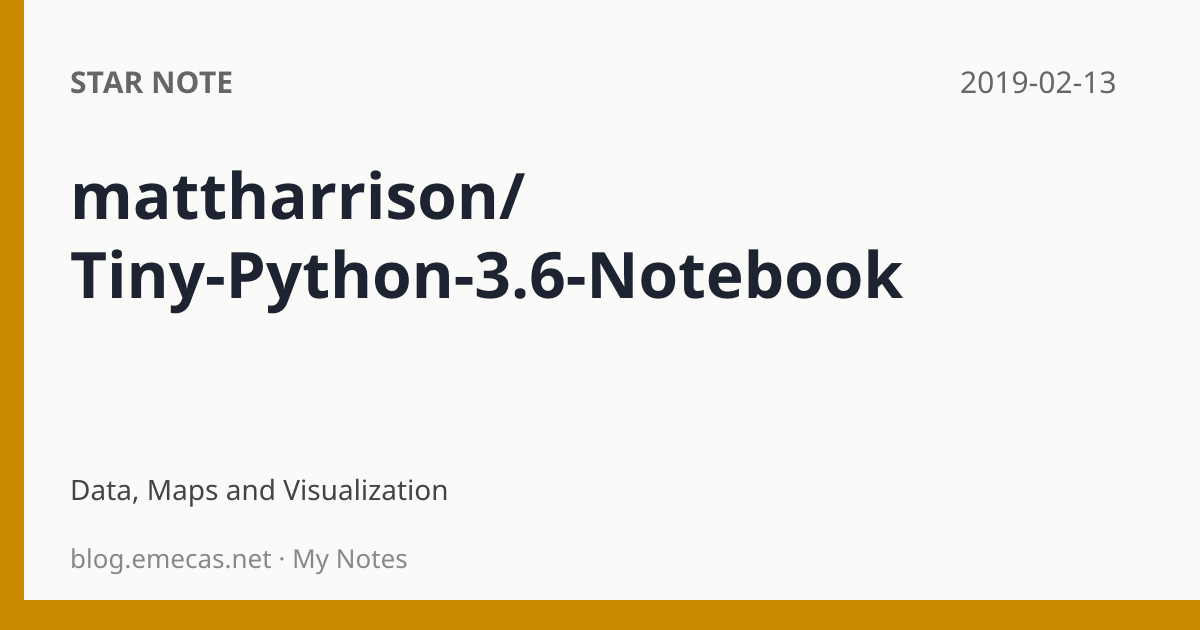 STAR NOTE
2019-02-13
mattharrison/
Tiny-Python-3.6-Notebook
Data, Maps and Visualization
blog.emecas.net · My Notes